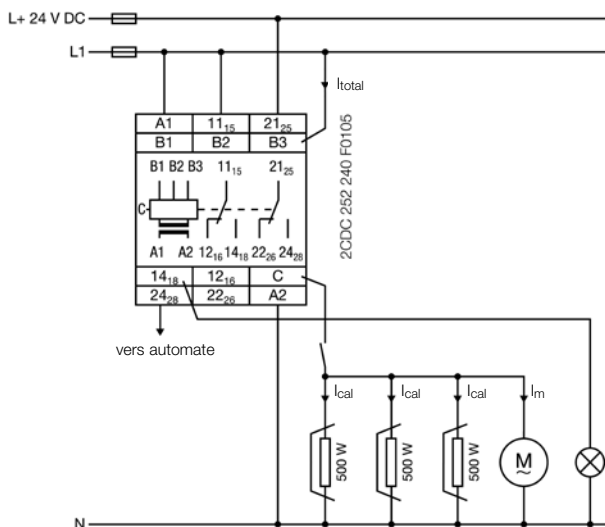 L+ 24 V DC
L1
Itotal
A1 11₁₅ 21₂₅
B1 B2 B3
B1 B2 B3 11₁₅ 21₂₅
C
A1 A2 12₁₆ 14₁₈ 22₂₆ 24₂₈
14₁₈ 12₁₆ C
24₂₈ 22₂₆ A2
2CDC 252 240 F0105
vers automate
Ical Ical Ical Im
500 W 500 W 500 W M ~
N